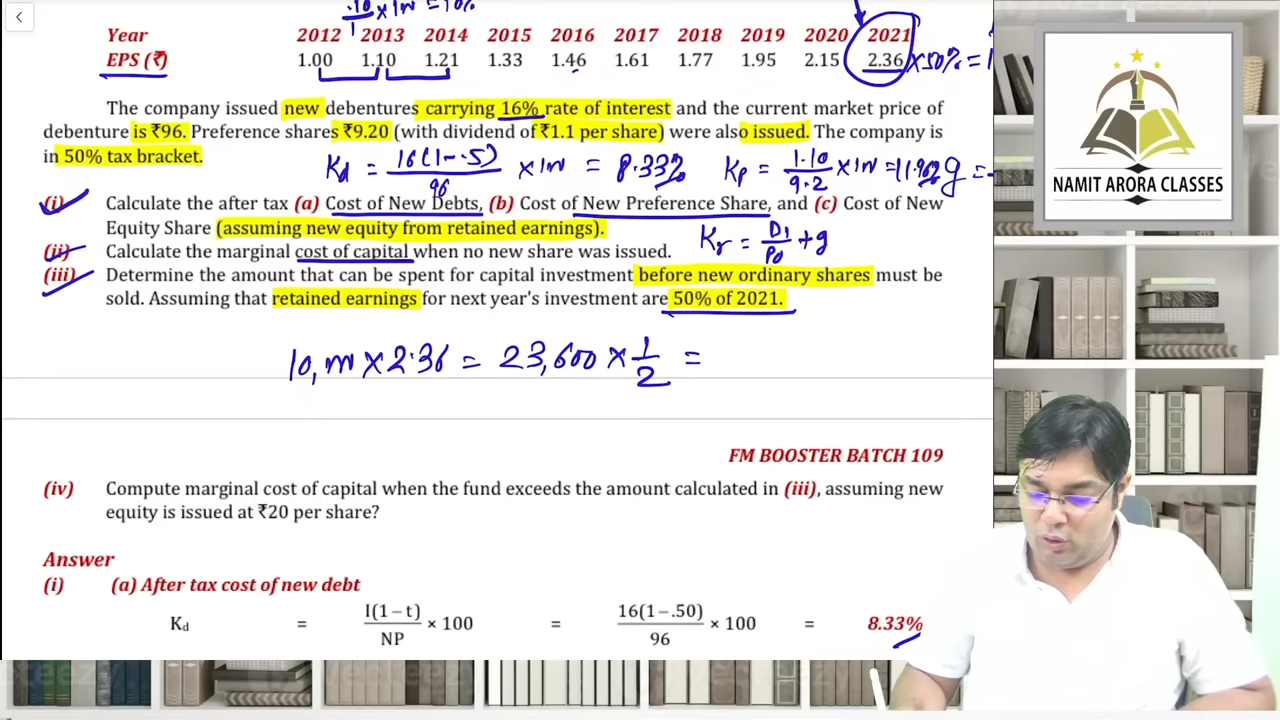 .10/1 × 100 = 10%
Year 2012 2013 2014 2015 2016 2017 2018 2019 2020 2021
EPS (₹) 1.00 1.10 1.21 1.33 1.46 1.61 1.77 1.95 2.15 2.36 × 50% = 1
The company issued new debentures carrying 16% rate of interest and the current market price of
debenture is ₹96. Preference shares ₹9.20 (with dividend of ₹1.1 per share) were also issued. The company is
in 50% tax bracket.
Kd = 16(1-.5)/96 × 100 = 8.33% Kp = 1.10/9.2 × 100 = 11.96% g =
(i) Calculate the after tax (a) Cost of New Debts, (b) Cost of New Preference Share, and (c) Cost of New
Equity Share (assuming new equity from retained earnings).
Kr = D1/P0 + g
(ii) Calculate the marginal cost of capital when no new share was issued.
(iii) Determine the amount that can be spent for capital investment before new ordinary shares must be
sold. Assuming that retained earnings for next year's investment are 50% of 2021.
10,000 × 2.36 = 23,600 × 1/2 =
FM BOOSTER BATCH 109
(iv) Compute marginal cost of capital when the fund exceeds the amount calculated in (iii), assuming new
equity is issued at ₹20 per share?
Answer
(i) (a) After tax cost of new debt
Kd = I(1−t)/NP × 100 = 16(1−.50)/96 × 100 = 8.33%
NAMIT ARORA CLASSES